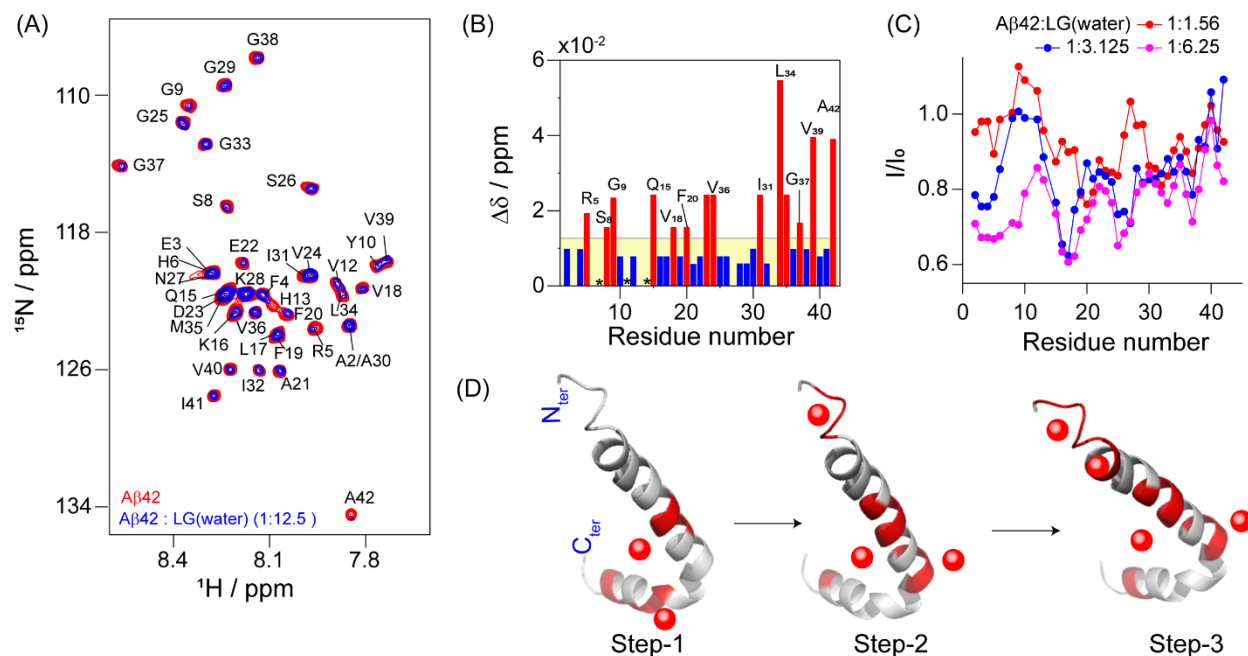 (A)
G38
G29
G9
G25
G33
G37
S26
S8
V39
E3
E22
Y10
H6
I31
V24
V12
N27
K28
F4
V18
Q15
H13
D23
F20
L34
M35
V36
K16
L17
F19
R5
A2/A30
V40
I32
A21
I41
A42
Aβ42
Aβ42 : LG(water) (1:12.5 )
110
118
126
134
¹⁵N / ppm
8.4
8.1
7.8
¹H / ppm
(B)
x10⁻²
6
4
2
0
Δδ / ppm
L₃₄
A₄₂
V₃₉
R₅
G₉
S₈
Q₁₅
V₁₈
F₂₀
V₃₆
I₃₁
G₃₇
* * *
0
10
20
30
40
Residue number
(C)
Aβ42:LG(water)
1:1.56
1:3.125
1:6.25
1.0
0.8
0.6
I/I₀
0
10
20
30
40
Residue number
(D)
Nter
Cter
Step-1
Step-2
Step-3